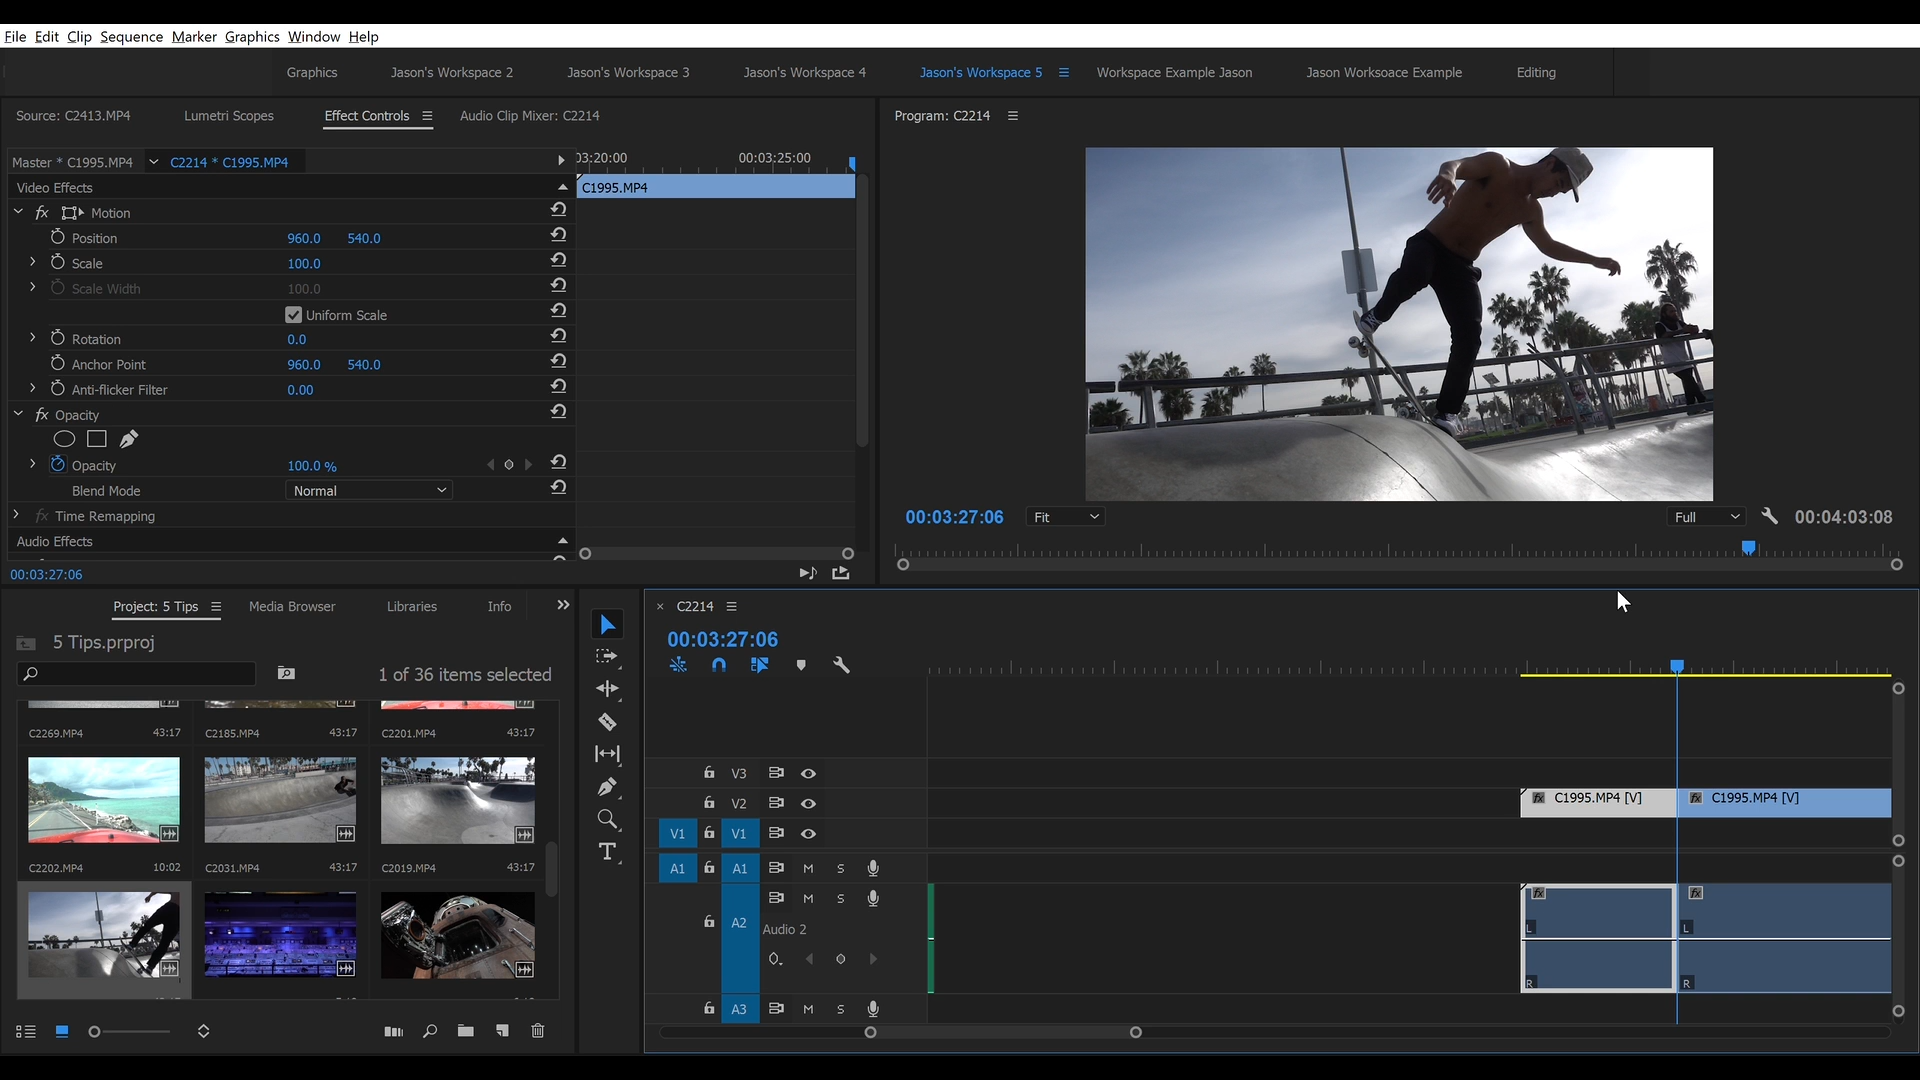 File Edit Clip Sequence Marker Graphics Window Help
Graphics Jason's Workspace 2 Jason's Workspace 3 Jason's Workspace 4 Jason's Workspace 5 Workspace Example Jason Jason Worksoace Example Editing
Source: C2413.MP4 Lumetri Scopes Effect Controls Audio Clip Mixer: C2214
Program: C2214
Master * C1995.MP4 C2214 * C1995.MP4
03:20:00 00:03:25:00
Video Effects
C1995.MP4
fx Motion
Position 960.0 540.0
Scale 100.0
Scale Width 100.0
Uniform Scale
Rotation 0.0
Anchor Point 960.0 540.0
Anti-flicker Filter 0.00
fx Opacity
Opacity 100.0 %
Blend Mode Normal
fx Time Remapping
Audio Effects
00:03:27:06
00:03:27:06 Fit Full 00:04:03:08
Project: 5 Tips Media Browser Libraries Info
5 Tips.prproj
1 of 36 items selected
C2269.MP4 43:17 C2185.MP4 43:17 C2201.MP4 43:17
C2202.MP4 10:02 C2031.MP4 43:17 C2019.MP4 43:17
T
× C2214
00:03:27:06
V3
V2
fx C1995.MP4 [V] fx C1995.MP4 [V]
V1 V1
A1 A1 M S
M S
fx fx
A2
Audio 2
L L
R R
A3 M S